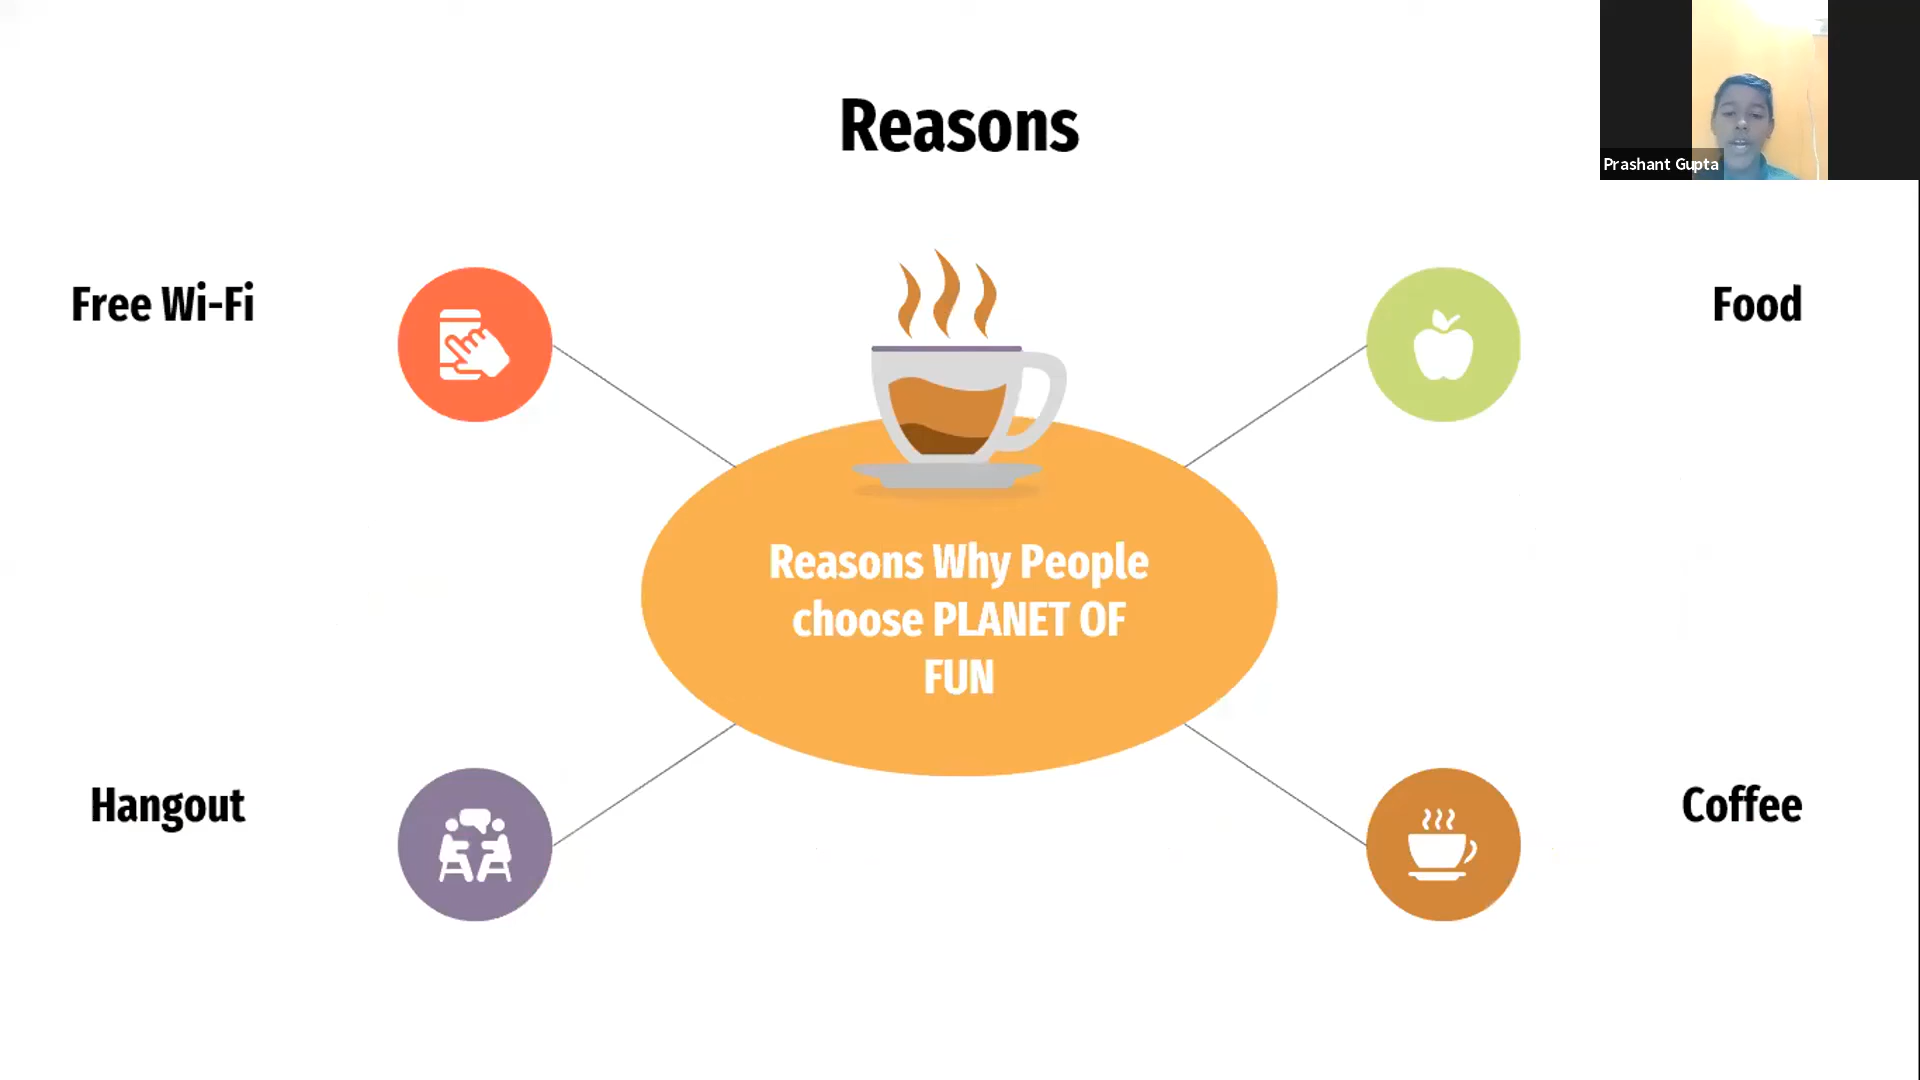 Reasons
Prashant Gupta
Free Wi-Fi
Food
Reasons Why People
choose PLANET OF
FUN
Hangout
Coffee